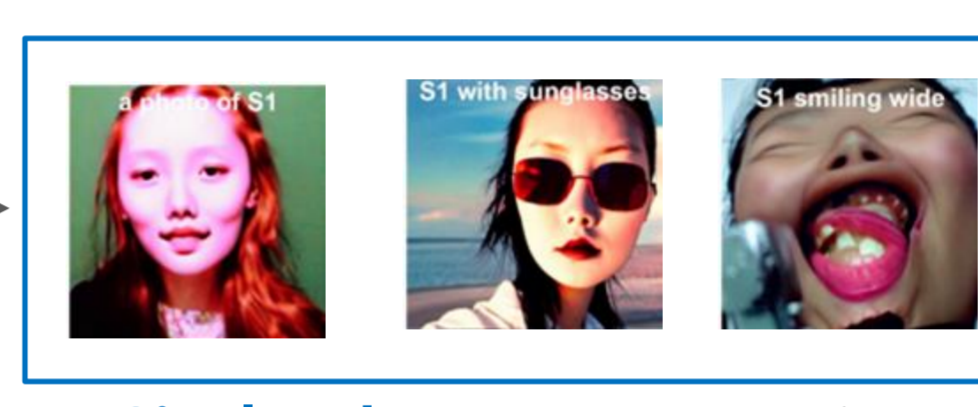 a photo of S1
S1 with sunglasses
S1 smiling wide